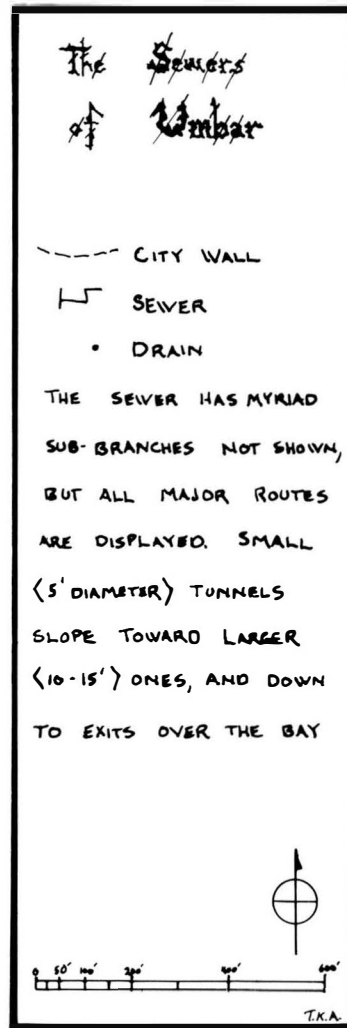 The Sewers
of Umbar
CITY WALL
SEWER
DRAIN
THE SEWER HAS MYRIAD
SUB-BRANCHES NOT SHOWN,
BUT ALL MAJOR ROUTES
ARE DISPLAYED. SMALL
(5' DIAMETER) TUNNELS
SLOPE TOWARD LARGER
(10-15') ONES, AND DOWN
TO EXITS OVER THE BAY
0 50' 100' 200' 400' 600'
T.K.A.